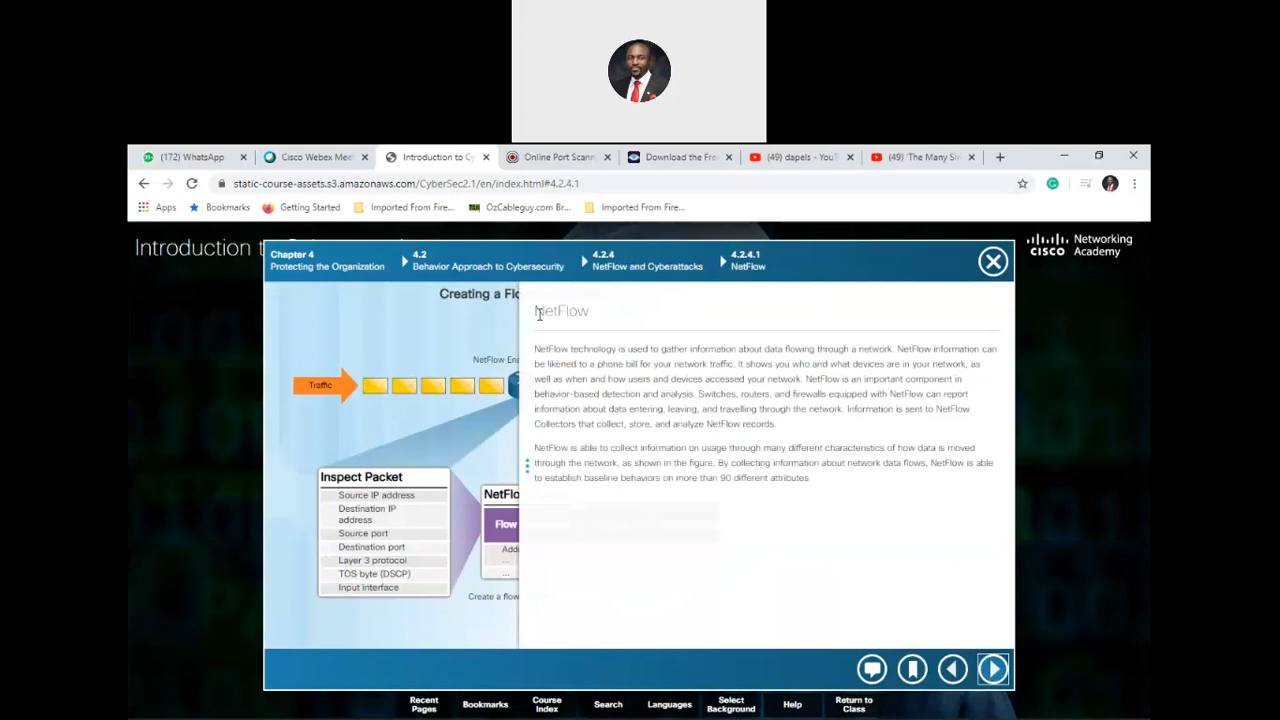 (172) WhatsApp
Cisco Webex Mee
Introduction to Cy
Online Port Scann
Download the Fre
(49) dapels - YouT
(49) 'The Many Sin
static-course-assets.s3.amazonaws.com/CyberSec2.1/en/index.html#4.2.4.1
Apps
Bookmarks
Getting Started
Imported From Fire...
OzCableguy.com Br...
Imported From Fire...
Introduction t
CISCO
Networking
Academy
Chapter 4
Protecting the Organization
4.2
Behavior Approach to Cybersecurity
4.2.4
NetFlow and Cyberattacks
4.2.4.1
NetFlow
Creating a Flo
NetFlow Ena
Traffic
Inspect Packet
Source IP address
Destination IP
address
Source port
Destination port
Layer 3 protocol
TOS byte (DSCP)
Input interface
NetFlo
Flow
Addr
...
...
Create a flow
NetFlow
NetFlow technology is used to gather information about data flowing through a network. NetFlow information can
be likened to a phone bill for your network traffic. It shows you who and what devices are in your network, as
well as when and how users and devices accessed your network. NetFlow is an important component in
behavior-based detection and analysis. Switches, routers, and firewalls equipped with NetFlow can report
information about data entering, leaving, and travelling through the network. Information is sent to NetFlow
Collectors that collect, store, and analyze NetFlow records.
NetFlow is able to collect information on usage through many different characteristics of how data is moved
through the network, as shown in the figure. By collecting information about network data flows, NetFlow is able
to establish baseline behaviors on more than 90 different attributes.
Recent
Pages
Bookmarks
Course
Index
Search
Languages
Select
Background
Help
Return to
Class